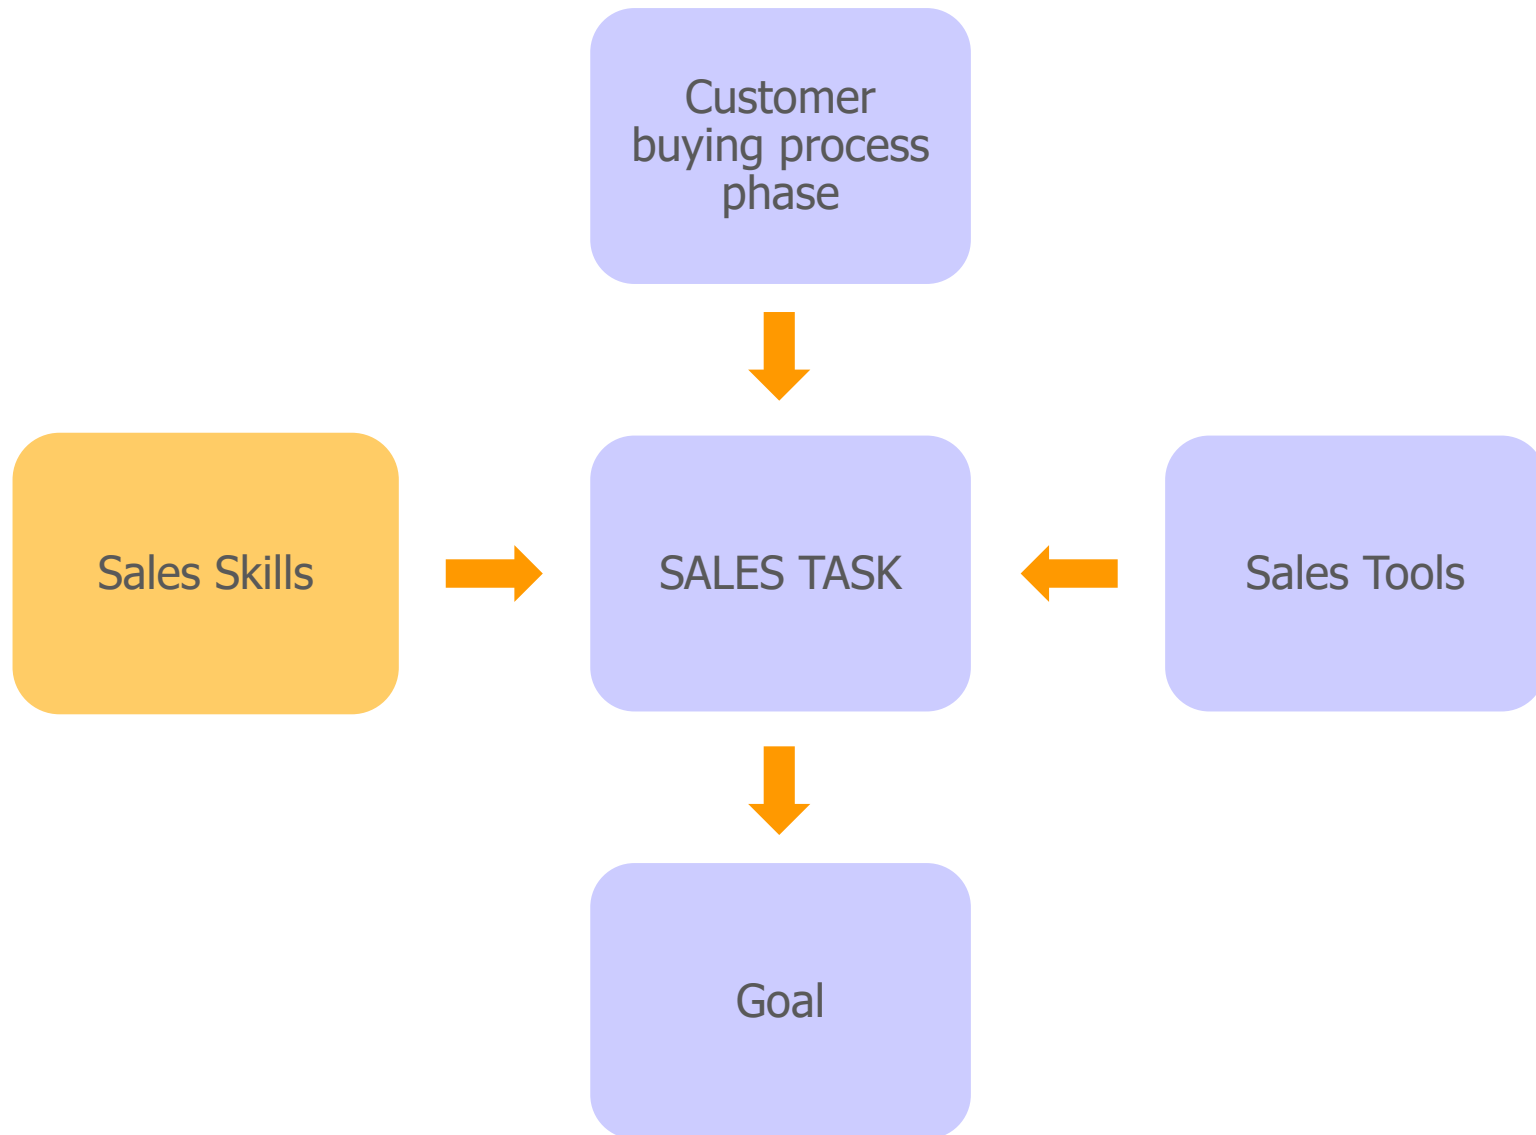 Customer
buying process
phase
Sales Skills
SALES TASK
Sales Tools
Goal